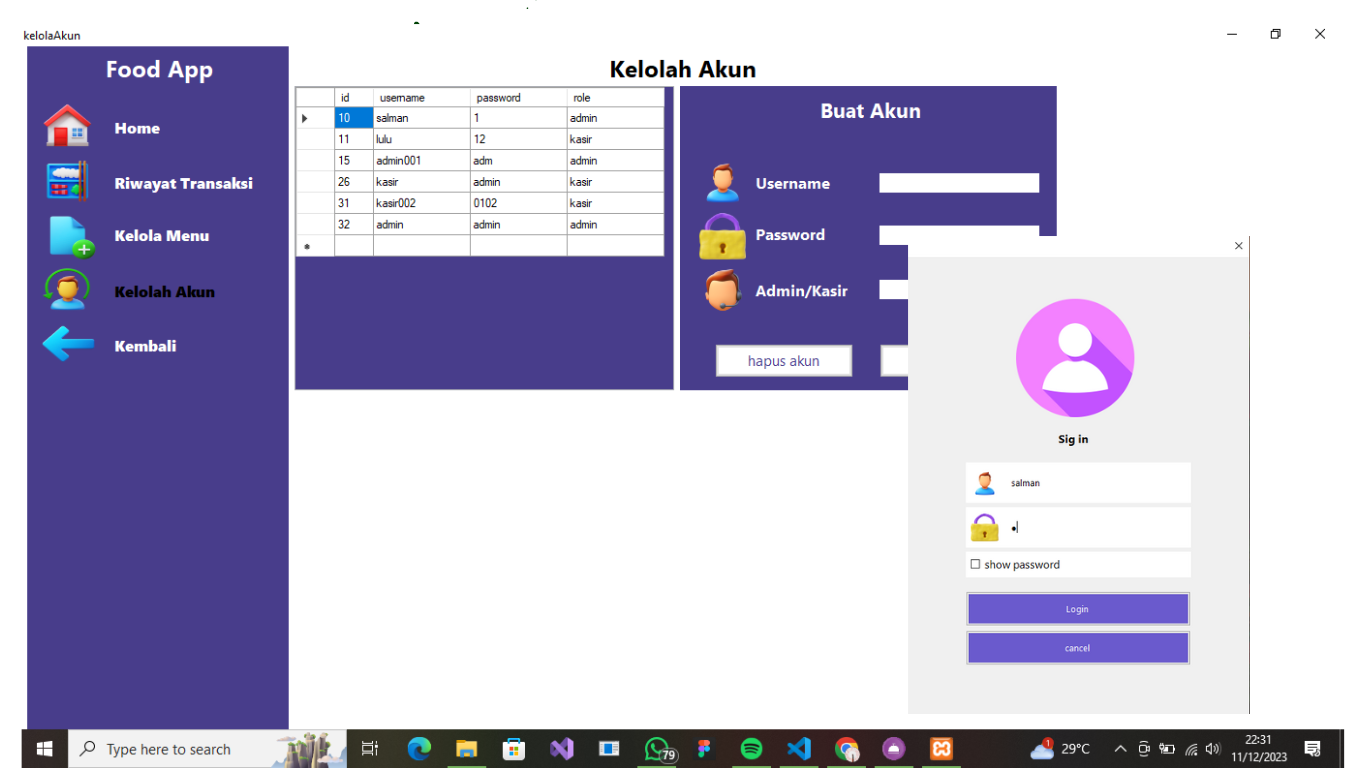 kelolaAkun
Food App
Home
Riwayat Transaksi
Kelola Menu
Kelolah Akun
Kembali
Kelolah Akun
id username password role
10 salman 1 admin
11 lulu 12 kasir
15 admin001 adm admin
26 kasir admin kasir
31 kasir002 0102 kasir
32 admin admin admin
Buat Akun
Username
Password
Admin/Kasir
hapus akun
Sig in
salman
show password
Login
cancel
Type here to search
79
1
29°C
22:31
11/12/2023